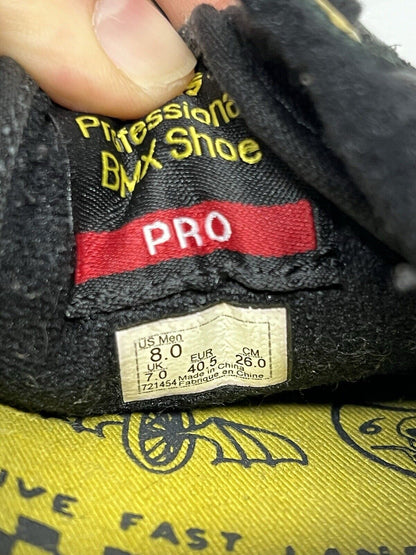 Professional
BMX Shoe
PRO
US Men
8.0
UK EUR CM
7.0 40.5 26.0
721454 Made in China
Fabriqué en Chine
IVE FAST